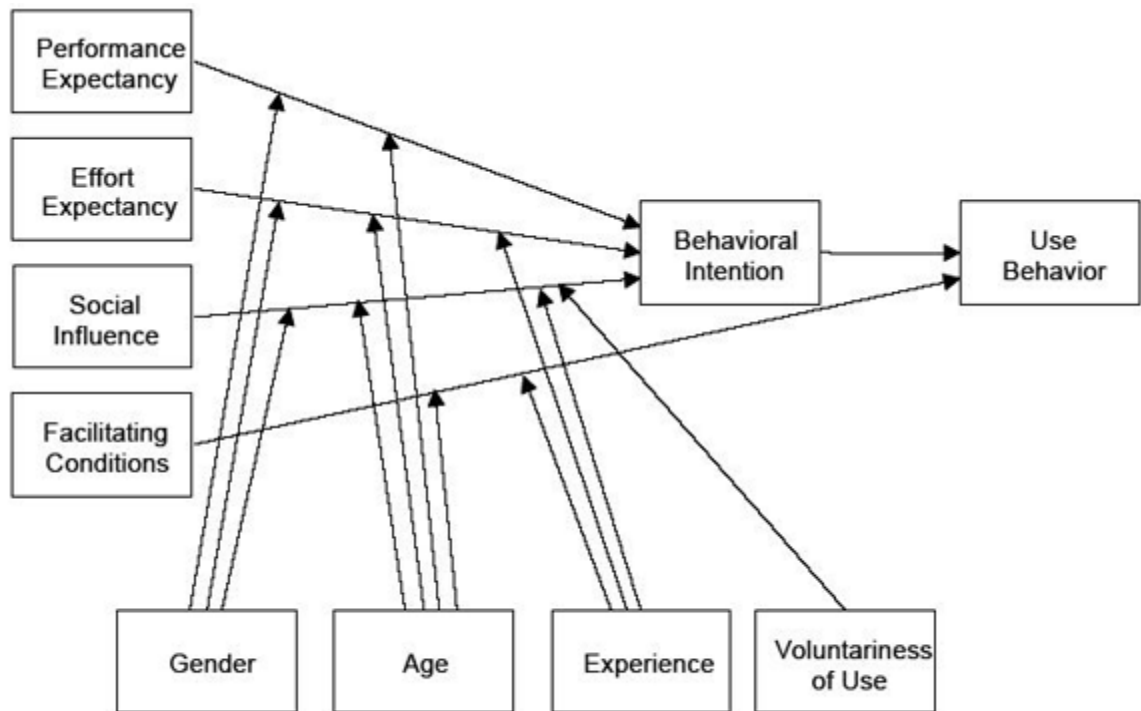 Performance
Expectancy
Effort
Expectancy
Social
Influence
Facilitating
Conditions
Behavioral
Intention
Use
Behavior
Gender
Age
Experience
Voluntariness
of Use